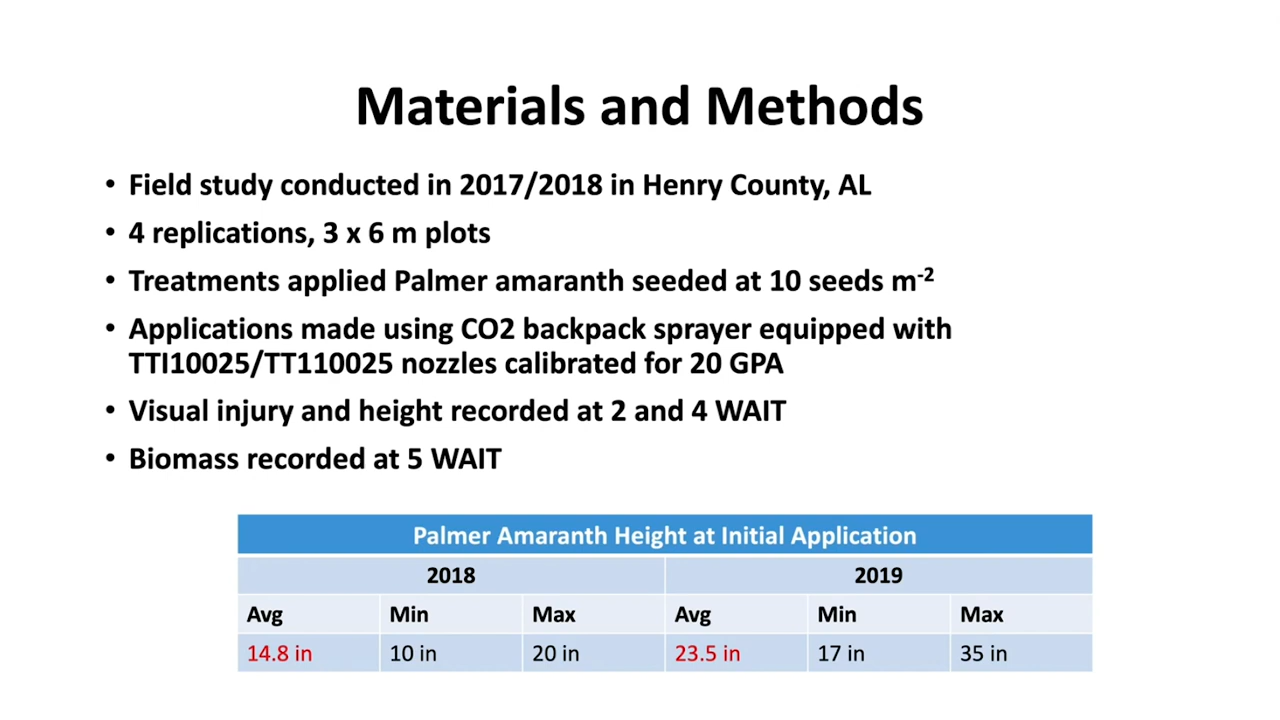 Materials and Methods
• Field study conducted in 2017/2018 in Henry County, AL
• 4 replications, 3 x 6 m plots
• Treatments applied Palmer amaranth seeded at 10 seeds m-2
• Applications made using CO2 backpack sprayer equipped with
TTI10025/TT110025 nozzles calibrated for 20 GPA
• Visual injury and height recorded at 2 and 4 WAIT
• Biomass recorded at 5 WAIT
Palmer Amaranth Height at Initial Application
2018 2019
Avg Min Max Avg Min Max
14.8 in 10 in 20 in 23.5 in 17 in 35 in